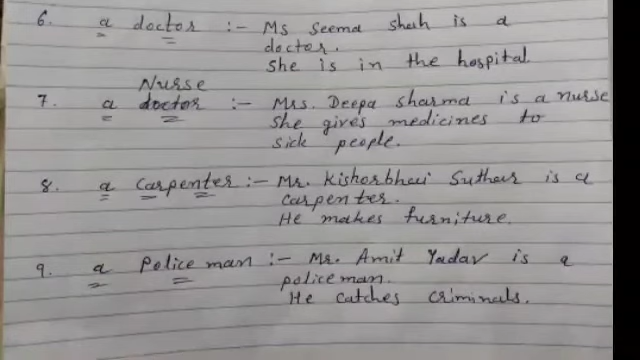 6. a doctor :- Ms Seema Shah is a
doctor.
She is in the hospital
Nurse
7. a doctor :- Mrs. Deepa Sharma is a nurse
She gives medicines to
sick people.
8. a carpenter :- Mr. Kishorbhai Suthar is a
carpenter.
He makes furniture.
9. a Police man :- Mr. Amit Yadav is a
policeman.
He catches criminals.